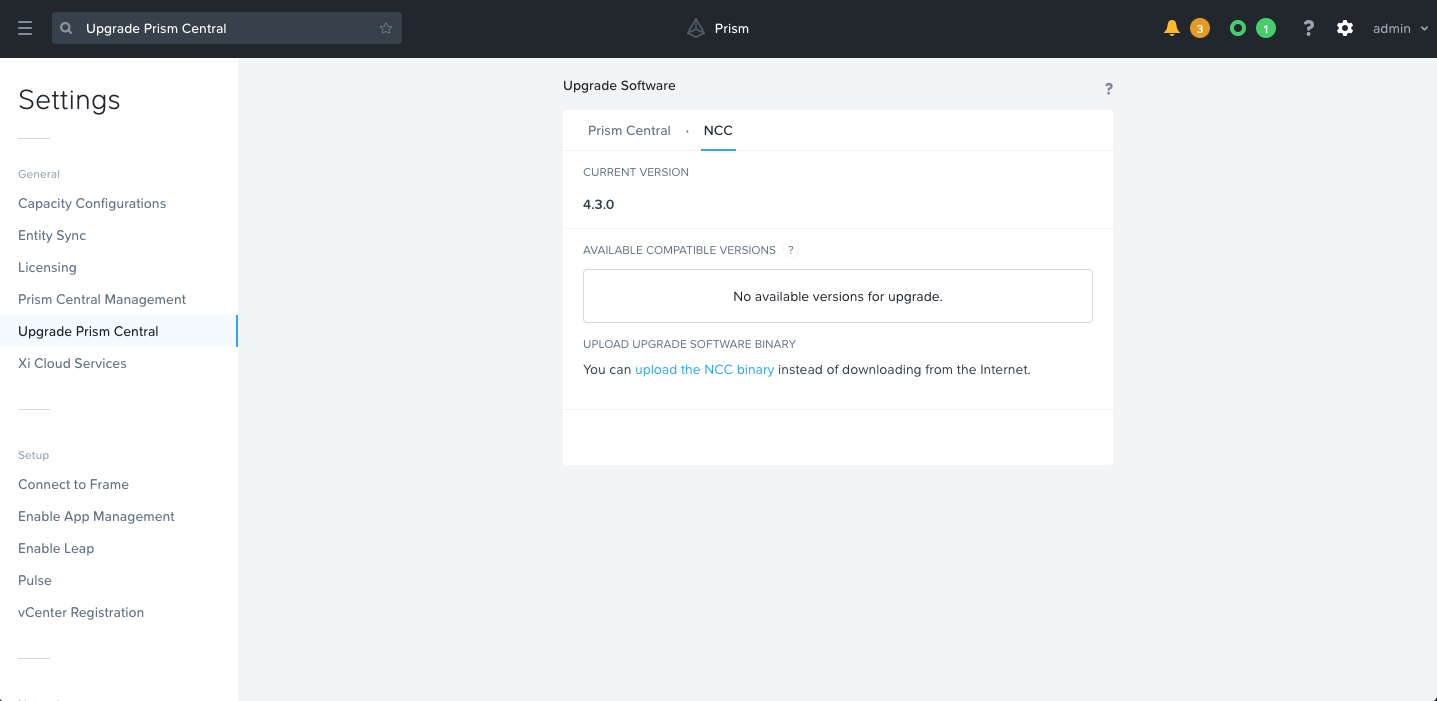 Upgrade Prism Central
Prism
3
1
?
admin
Settings
General
Capacity Configurations
Entity Sync
Licensing
Prism Central Management
Upgrade Prism Central
Xi Cloud Services
Setup
Connect to Frame
Enable App Management
Enable Leap
Pulse
vCenter Registration
Upgrade Software
?
Prism Central · NCC
CURRENT VERSION
4.3.0
AVAILABLE COMPATIBLE VERSIONS ?
No available versions for upgrade.
UPLOAD UPGRADE SOFTWARE BINARY
You can upload the NCC binary instead of downloading from the Internet.